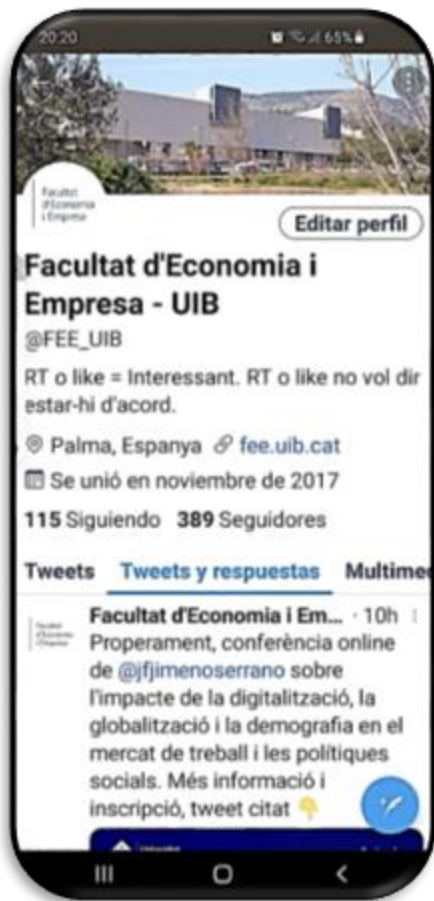 20:20 65%
Facultat
d'Economia
i Empresa
Editar perfil
Facultat d'Economia i
Empresa - UIB
@FEE_UIB
RT o like = Interessant. RT o like no vol dir
estar-hi d'acord.
Palma, Espanya fee.uib.cat
Se unió en noviembre de 2017
115 Siguiendo 389 Seguidores
Tweets Tweets y respuestas Multime
Facultat d'Economia i Em... · 10h
Properament, conferència online
de @jfjimenoserrano sobre
l'impacte de la digitalització, la
globalització i la demografia en el
mercat de treball i les polítiques
socials. Més informació i
inscripció, tweet citat 👇